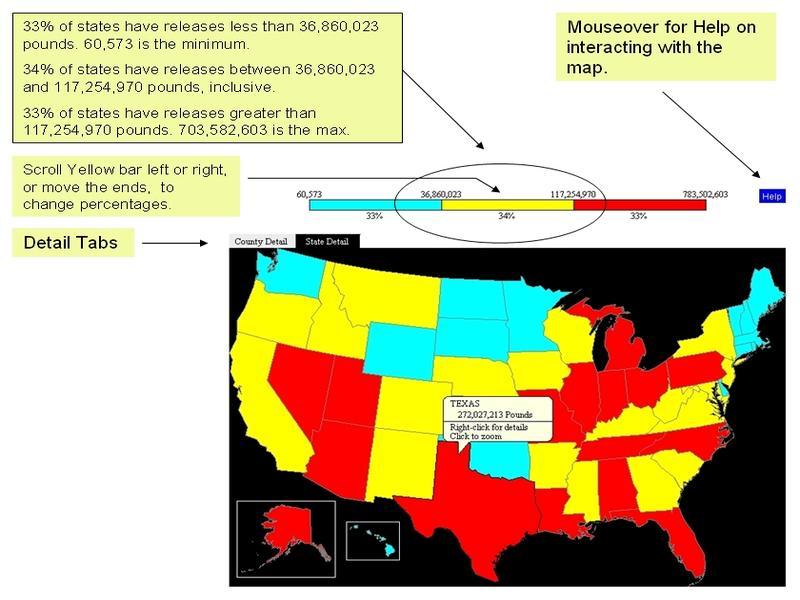 33% of states have releases less than 36,860,023
pounds. 60,573 is the minimum.
34% of states have releases between 36,860,023
and 117,254,970 pounds, inclusive.
33% of states have releases greater than
117,254,970 pounds. 703,582,603 is the max.
Mouseover for Help on
interacting with the
map.
Scroll Yellow bar left or right,
or move the ends, to
change percentages.
60,573 36,860,023 117,254,970 783,502,603
33% 34% 33%
Help
Detail Tabs
County Detail State Detail
TEXAS
272,027,213 Pounds
Right-click for details
Click to zoom